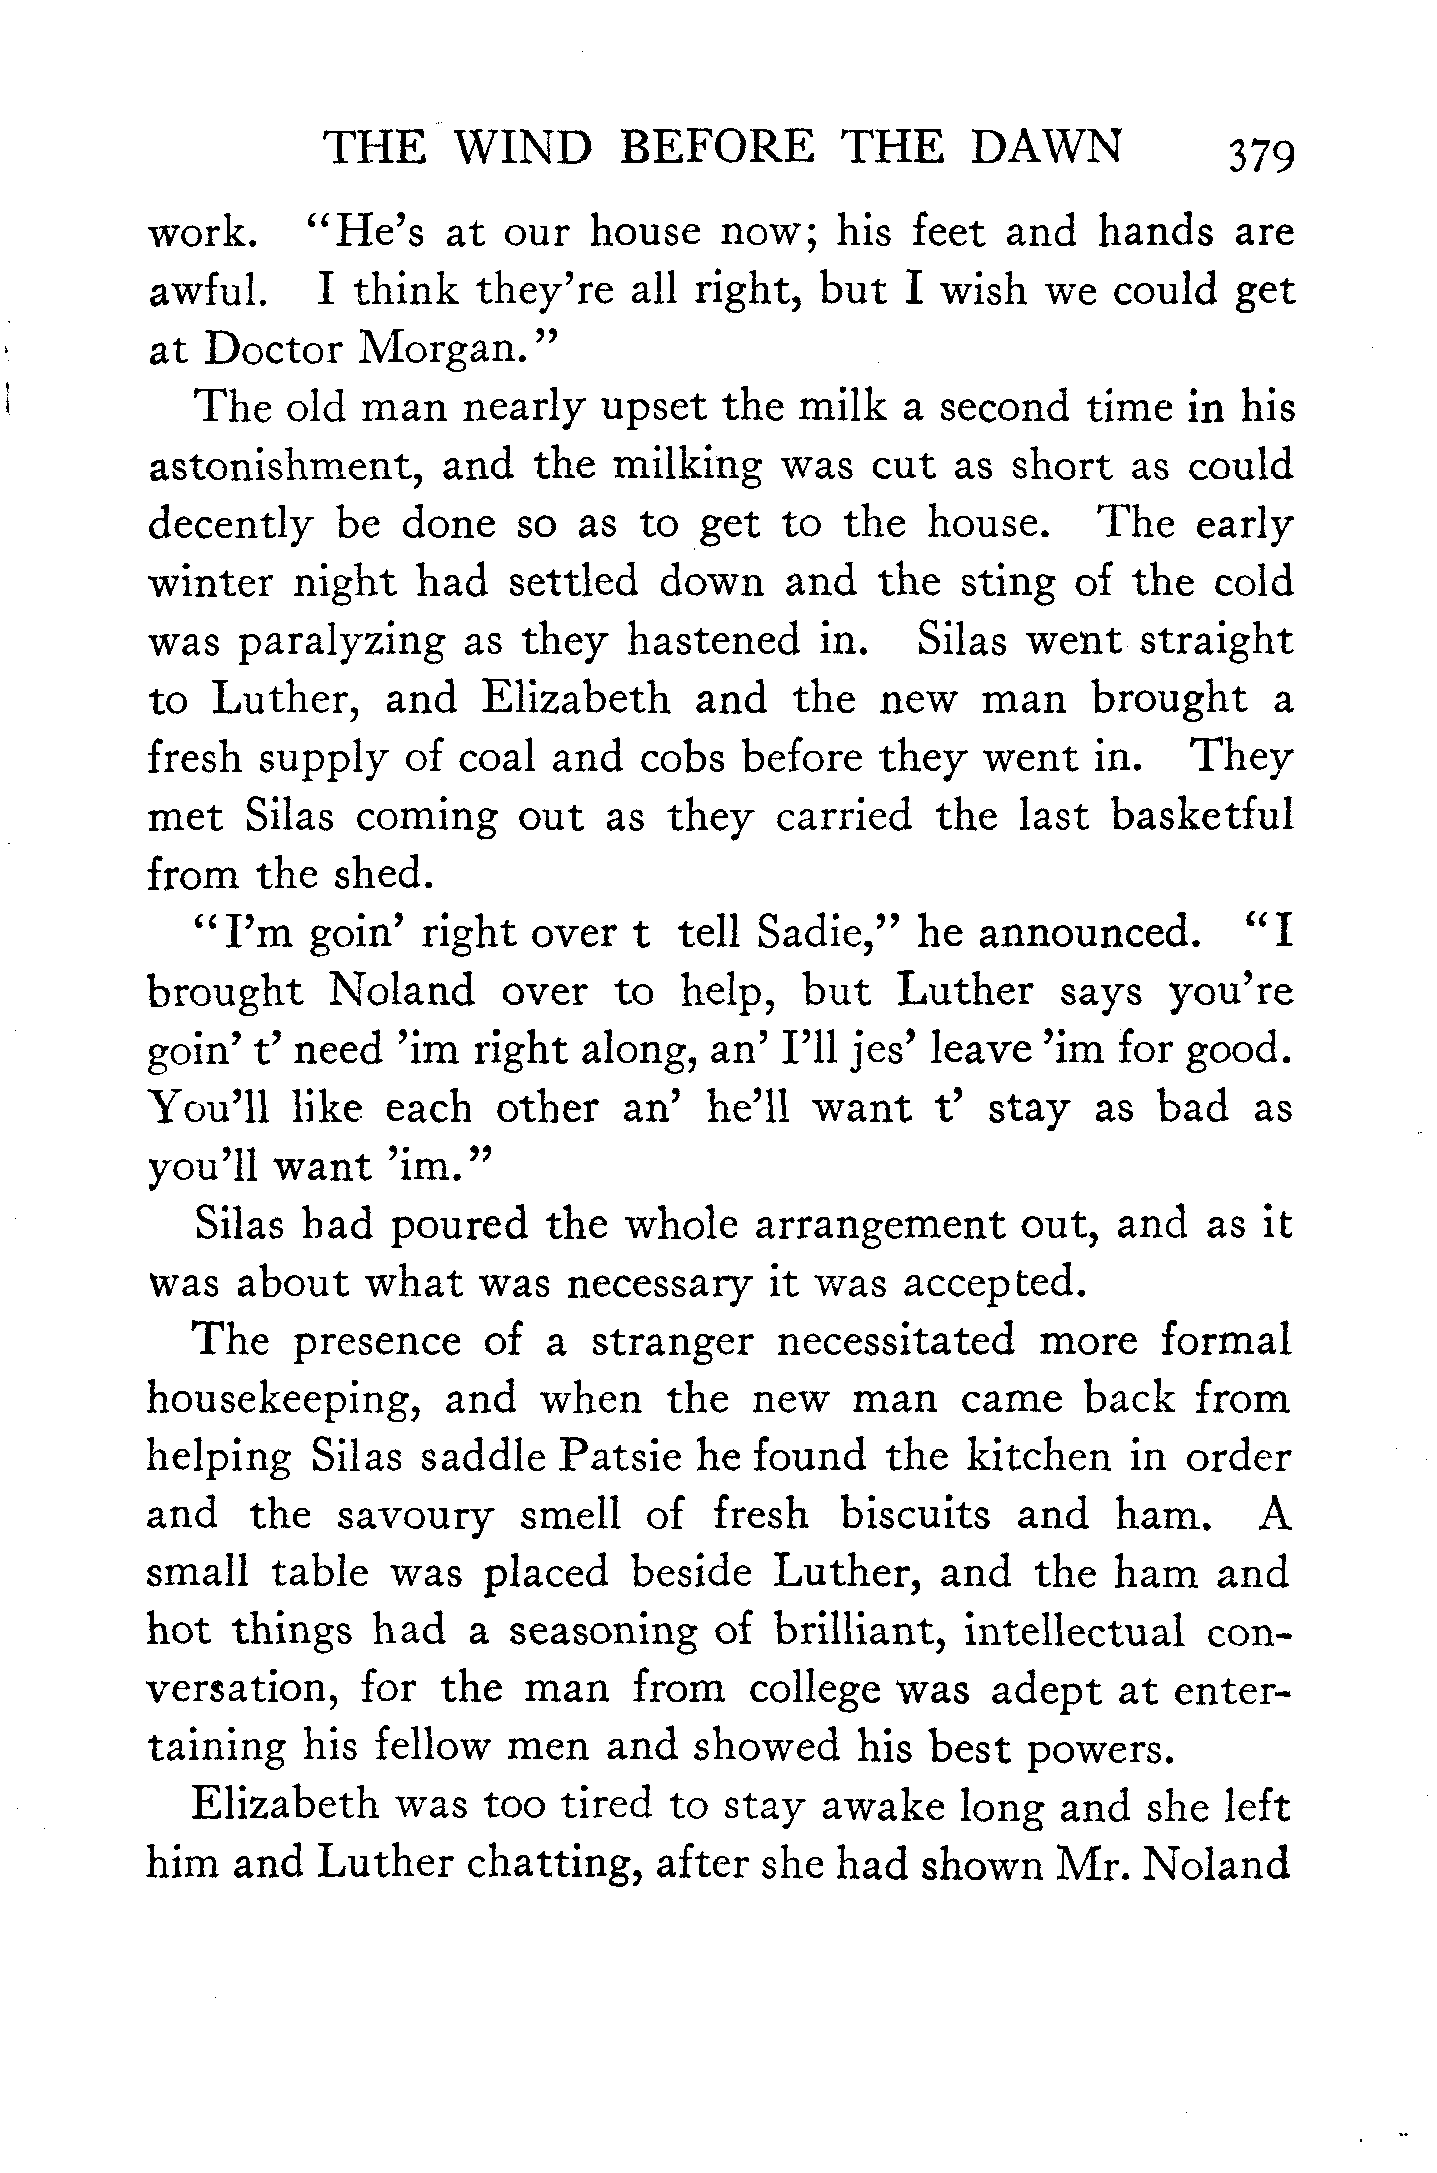 THE WIND BEFORE THE DAWN 379
work. "He's at our house now; his feet and hands are
awful. I think they're all right, but I wish we could get
at Doctor Morgan."
The old man nearly upset the milk a second time in his
astonishment, and the milking was cut as short as could
decently be done so as to get to the house. The early
winter night had settled down and the sting of the cold
was paralyzing as they hastened in. Silas went straight
to Luther, and Elizabeth and the new man brought a
fresh supply of coal and cobs before they went in. They
met Silas coming out as they carried the last basketful
from the shed.
"I'm goin' right over t tell Sadie," he announced. "I
brought Noland over to help, but Luther says you're
goin' t' need 'im right along, an' I'll jes' leave 'im for good.
You'll like each other an' he'll want t' stay as bad as
you'll want 'im."
Silas had poured the whole arrangement out, and as it
was about what was necessary it was accepted.
The presence of a stranger necessitated more formal
housekeeping, and when the new man came back from
helping Silas saddle Patsie he found the kitchen in order
and the savoury smell of fresh biscuits and ham. A
small table was placed beside Luther, and the ham and
hot things had a seasoning of brilliant, intellectual con-
versation, for the man from college was adept at enter-
taining his fellow men and showed his best powers.
Elizabeth was too tired to stay awake long and she left
him and Luther chatting, after she had shown Mr. Noland